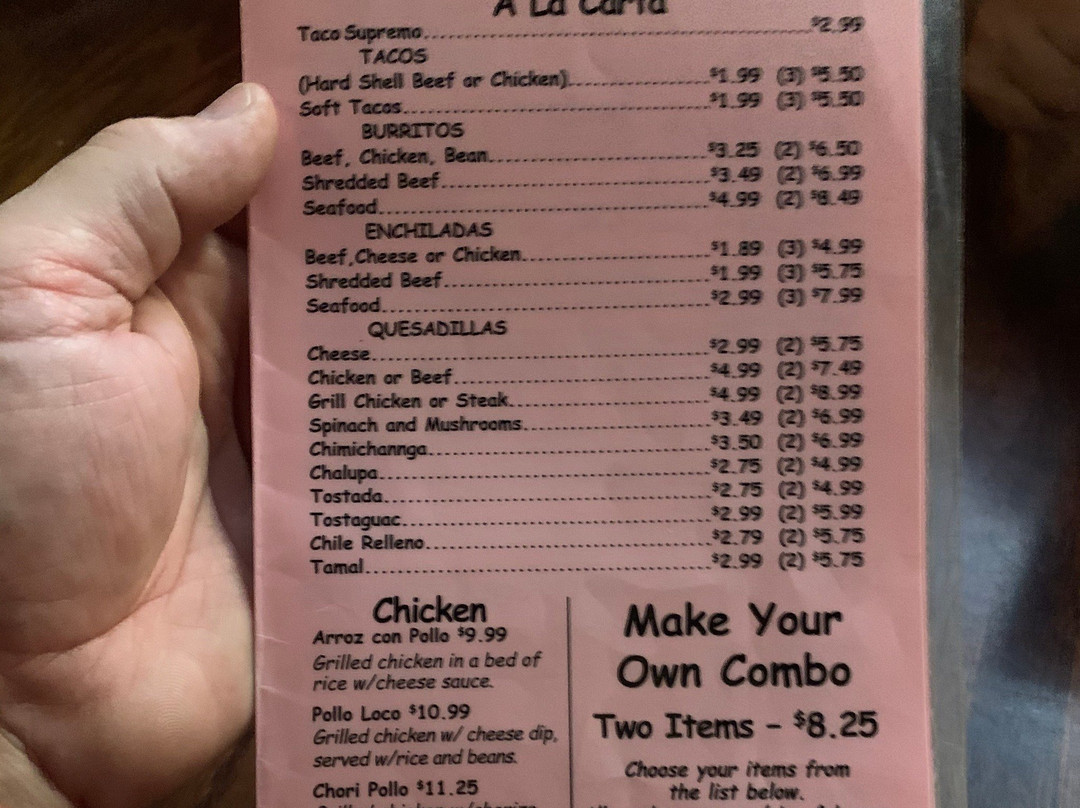 A La Carta
Taco Supremo $2.99
TACOS
(Hard Shell Beef or Chicken) $1.99 (3) $5.50
Soft Tacos $1.99 (3) $5.50
BURRITOS
Beef, Chicken, Bean $3.25 (2) $6.50
Shredded Beef $3.49 (2) $6.99
Seafood $4.99 (2) $8.49
ENCHILADAS
Beef,Cheese or Chicken $1.89 (3) $4.99
Shredded Beef $1.99 (3) $5.75
Seafood $2.99 (3) $7.99
QUESADILLAS
Cheese $2.99 (2) $5.75
Chicken or Beef $4.99 (2) $7.49
Grill Chicken or Steak $4.99 (2) $8.99
Spinach and Mushrooms $3.49 (2) $6.99
Chimichannga $3.50 (2) $6.99
Chalupa $2.75 (2) $4.99
Tostada $2.75 (2) $4.99
Tostaguac $2.99 (2) $5.99
Chile Relleno $2.79 (2) $5.75
Tamal $2.99 (2) $5.75
Chicken
Arroz con Pollo $9.99
Grilled chicken in a bed of
rice w/cheese sauce.
Pollo Loco $10.99
Grilled chicken w/ cheese dip,
served w/rice and beans.
Chori Pollo $11.25
Make Your
Own Combo
Two Items - $8.25
Choose your items from
the list below.